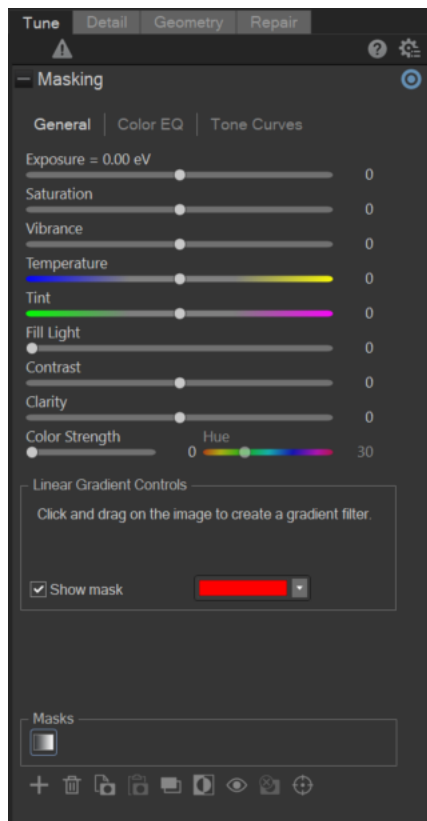 Tune Detail Geometry Repair
Masking
General Color EQ Tone Curves
Exposure = 0.00 eV
0
Saturation
0
Vibrance
0
Temperature
0
Tint
0
Fill Light
0
Contrast
0
Clarity
0
Color Strength Hue
0 30
Linear Gradient Controls
Click and drag on the image to create a gradient filter.
Show mask
Masks